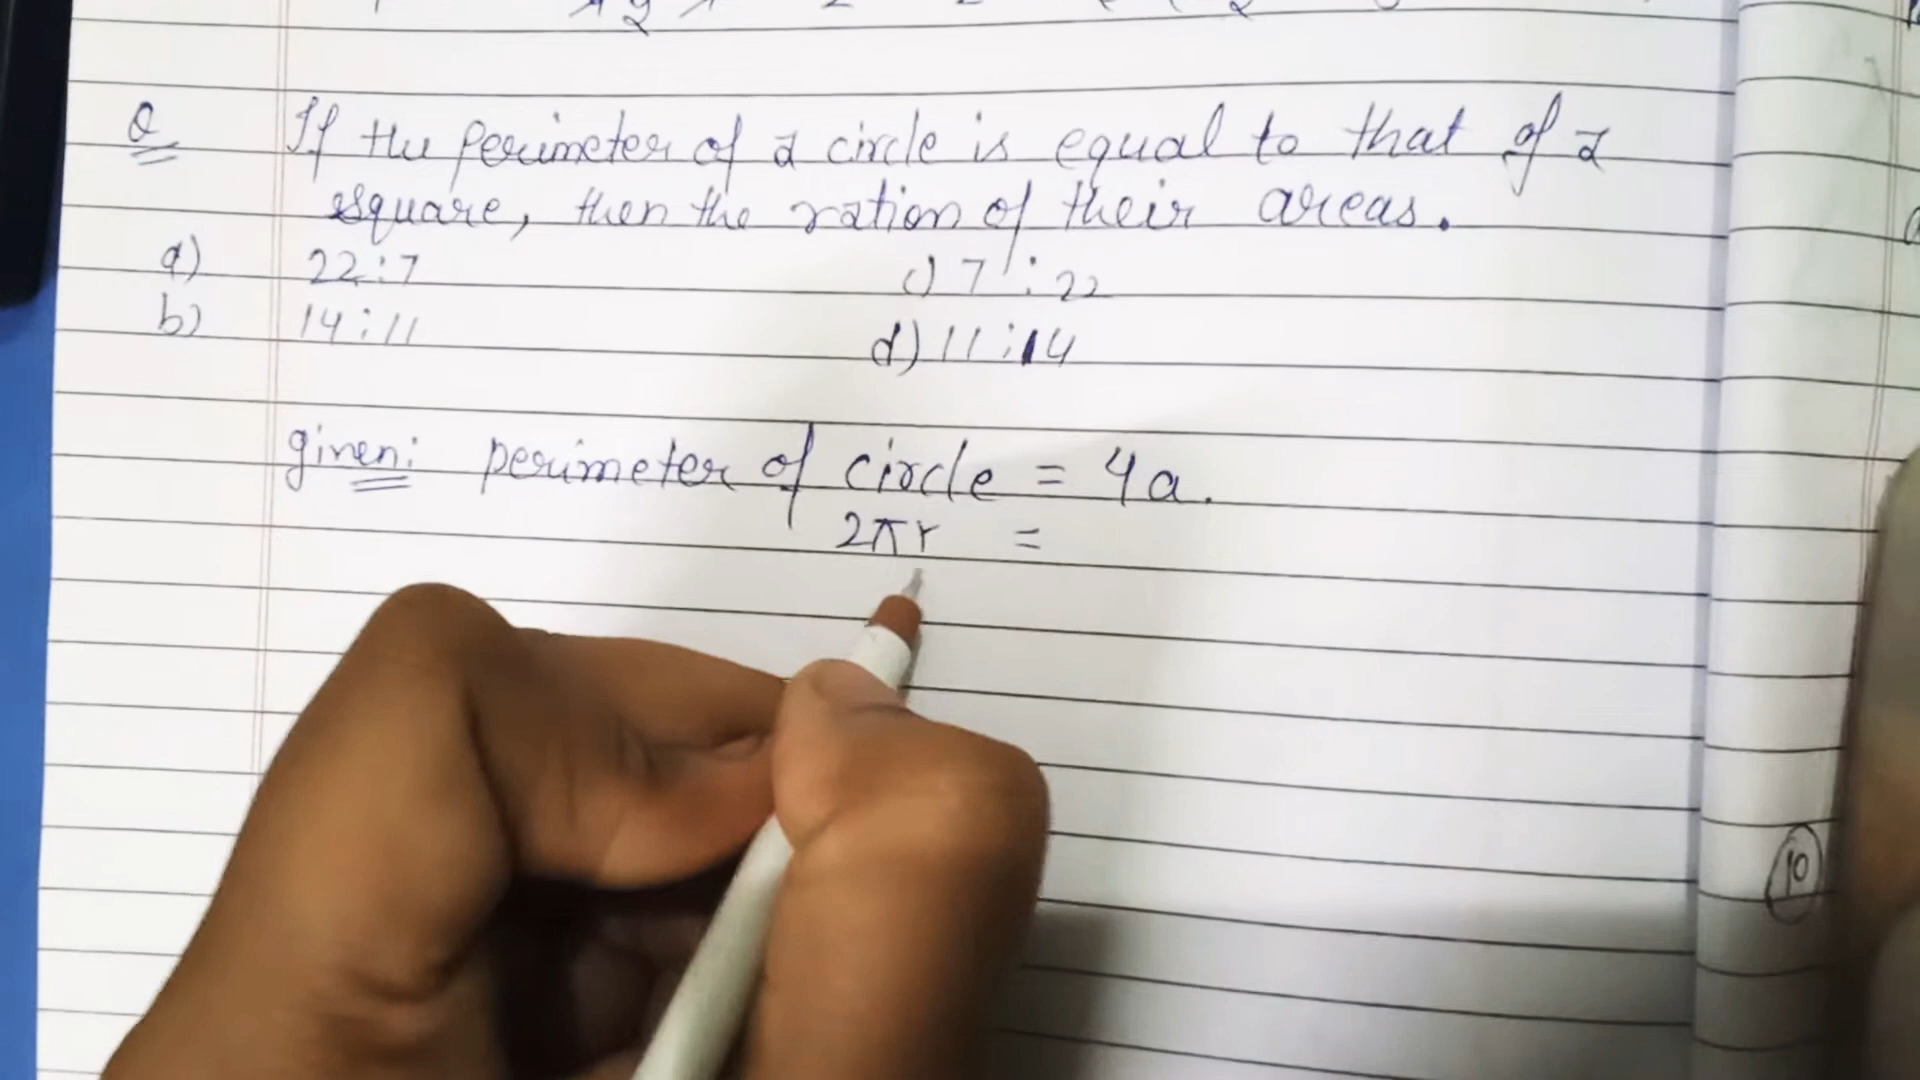 Q If the perimeter of a circle is equal to that of a
square, then the ration of their areas.
a) 22:7 c) 7:22
b) 14:11 d) 11:14
given: perimeter of circle = 4a.
2πr =
10